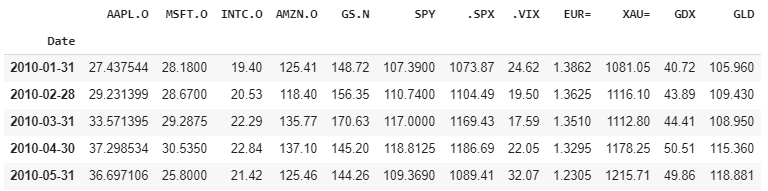 AAPL.O MSFT.O INTC.O AMZN.O GS.N SPY .SPX .VIX EUR= XAU= GDX GLD
Date
2010-01-31 27.437544 28.1800 19.40 125.41 148.72 107.3900 1073.87 24.62 1.3862 1081.05 40.72 105.960
2010-02-28 29.231399 28.6700 20.53 118.40 156.35 110.7400 1104.49 19.50 1.3625 1116.10 43.89 109.430
2010-03-31 33.571395 29.2875 22.29 135.77 170.63 117.0000 1169.43 17.59 1.3510 1112.80 44.41 108.950
2010-04-30 37.298534 30.5350 22.84 137.10 145.20 118.8125 1186.69 22.05 1.3295 1178.25 50.51 115.360
2010-05-31 36.697106 25.8000 21.42 125.46 144.26 109.3690 1089.41 32.07 1.2305 1215.71 49.86 118.881